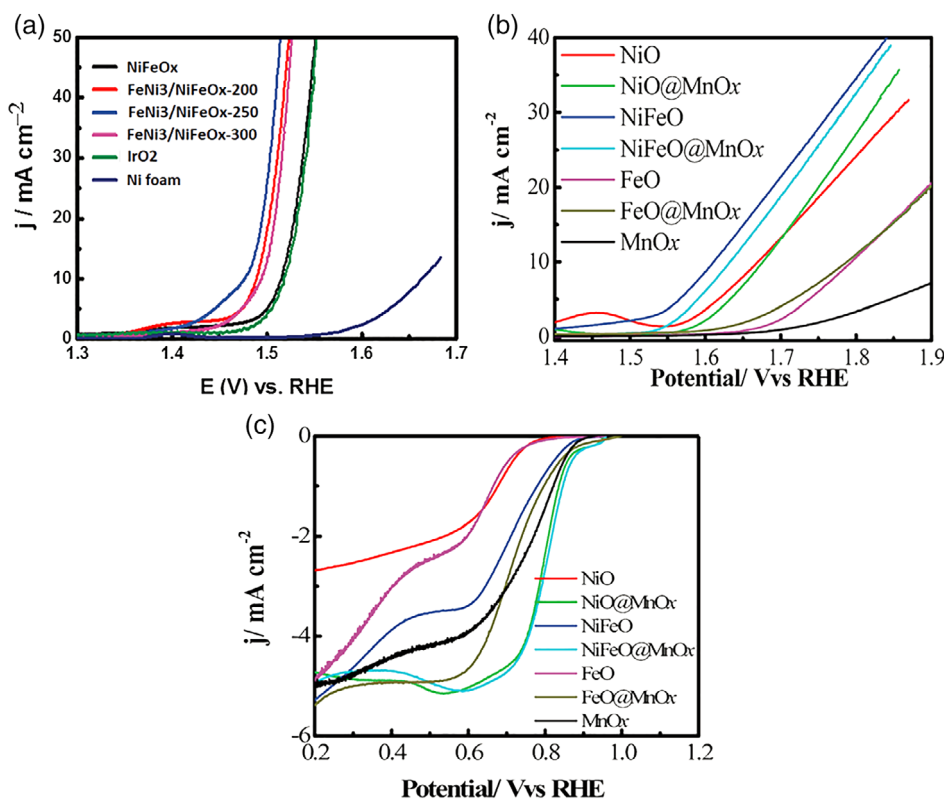 (a)
50
40
30
20
10
0
j / mA cm⁻²
NiFeOx
FeNi3/NiFeOx-200
FeNi3/NiFeOx-250
FeNi3/NiFeOx-300
IrO2
Ni foam
1.3 1.4 1.5 1.6 1.7
E (V) vs. RHE
(b)
40
30
20
10
0
j/ mA cm⁻²
NiO
NiO@MnOx
NiFeO
NiFeO@MnOx
FeO
FeO@MnOx
MnOx
1.4 1.5 1.6 1.7 1.8 1.9
Potential/ Vvs RHE
(c)
0
-2
-4
-6
j/ mA cm⁻²
NiO
NiO@MnOx
NiFeO
NiFeO@MnOx
FeO
FeO@MnOx
MnOx
0.2 0.4 0.6 0.8 1.0 1.2
Potential/ Vvs RHE